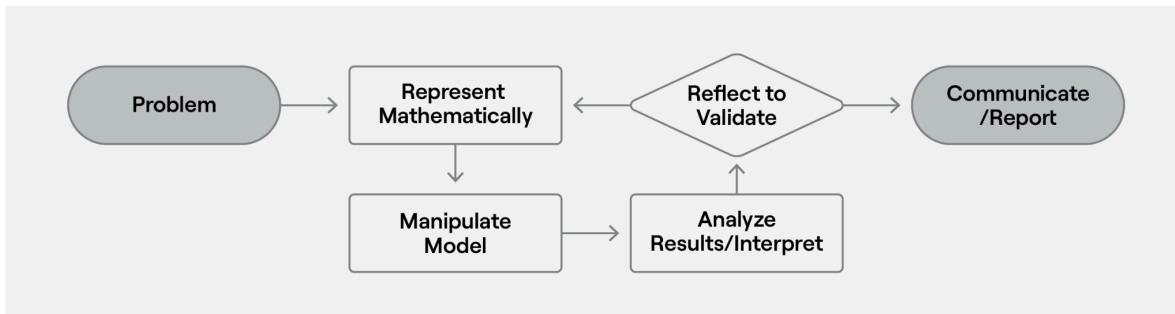 Problem
Represent
Mathematically
Manipulate
Model
Analyze
Results/Interpret
Reflect to
Validate
Communicate
/Report